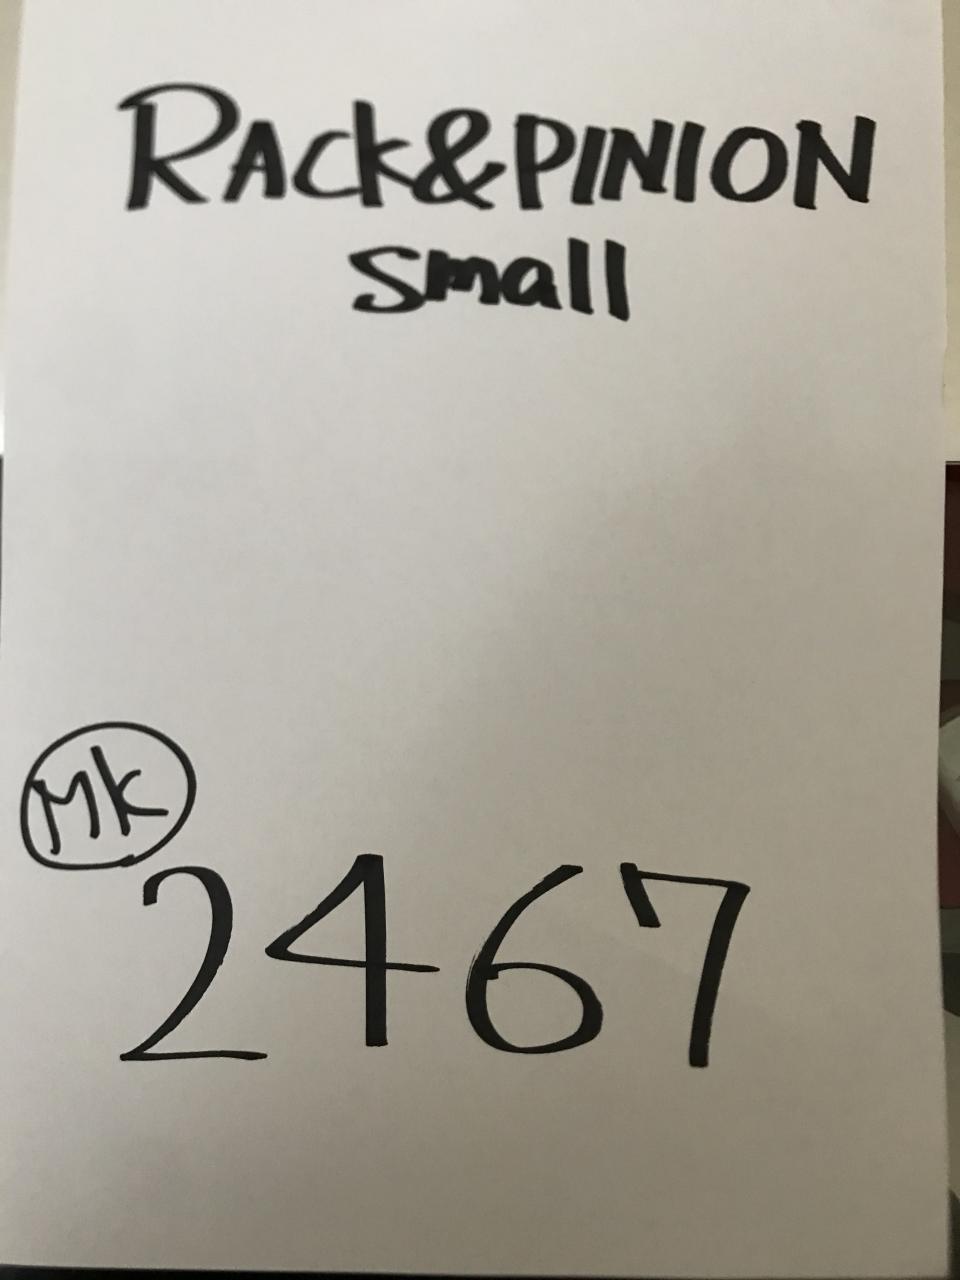 RACK&PINION
small
MK
2467